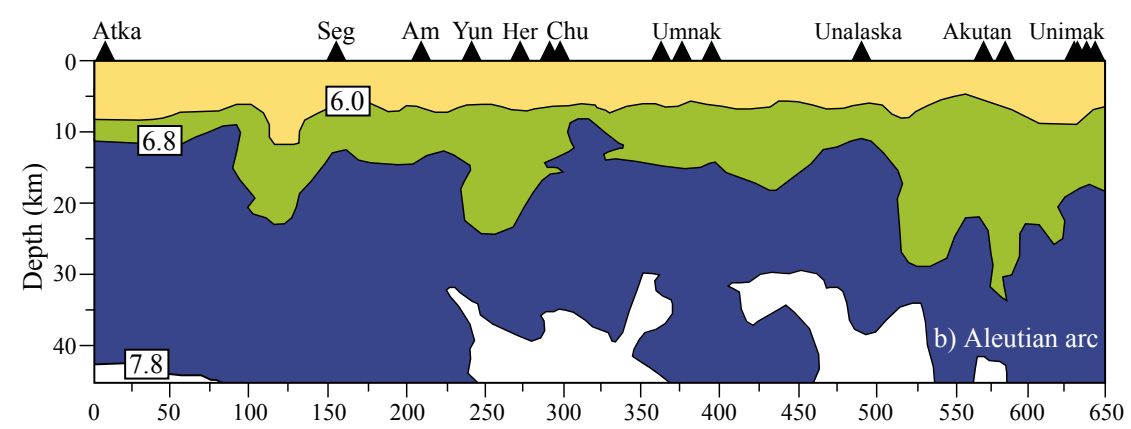 Atka Seg Am Yun Her Chu Umnak Unalaska Akutan Unimak
0
6.0
10
6.8
20
Depth (km)
30
40
b) Aleutian arc
7.8
0 50 100 150 200 250 300 350 400 450 500 550 600 650